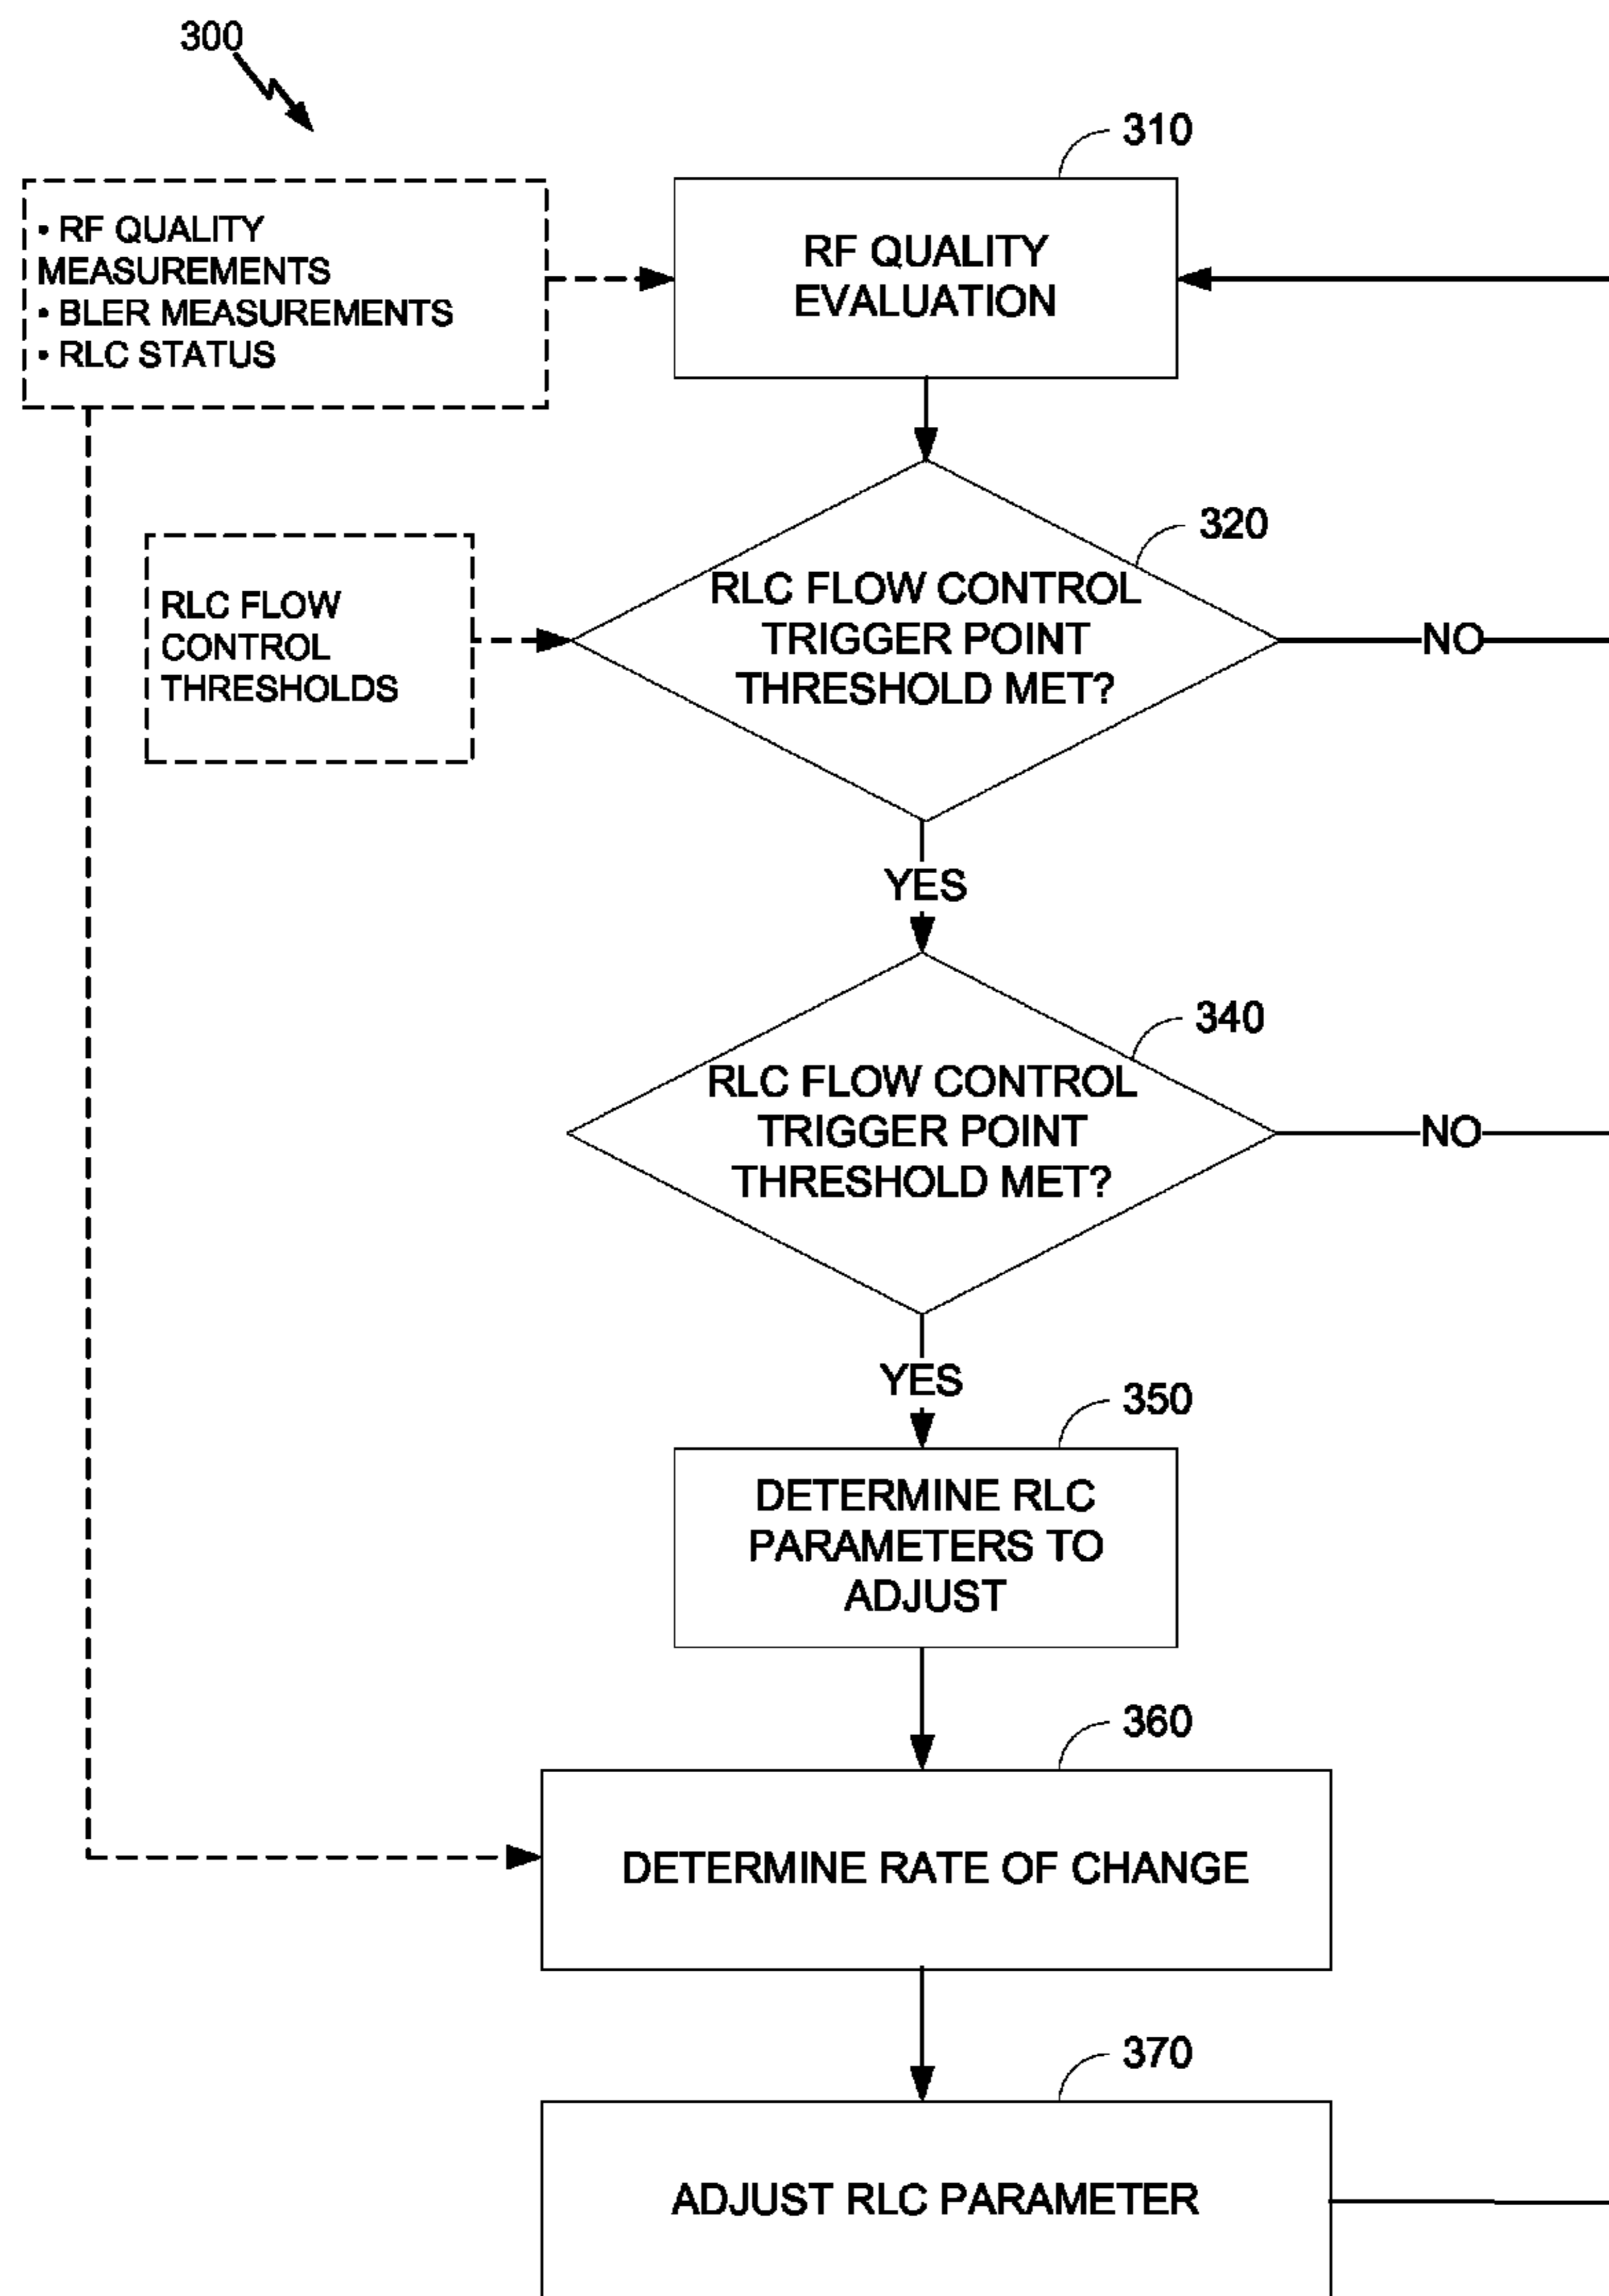 300
310
• RF QUALITY
MEASUREMENTS
• BLER MEASUREMENTS
• RLC STATUS
RF QUALITY
EVALUATION
320
RLC FLOW
CONTROL
THRESHOLDS
RLC FLOW CONTROL
TRIGGER POINT
THRESHOLD MET?
NO
YES
340
RLC FLOW CONTROL
TRIGGER POINT
THRESHOLD MET?
NO
YES
350
DETERMINE RLC
PARAMETERS TO
ADJUST
360
DETERMINE RATE OF CHANGE
370
ADJUST RLC PARAMETER